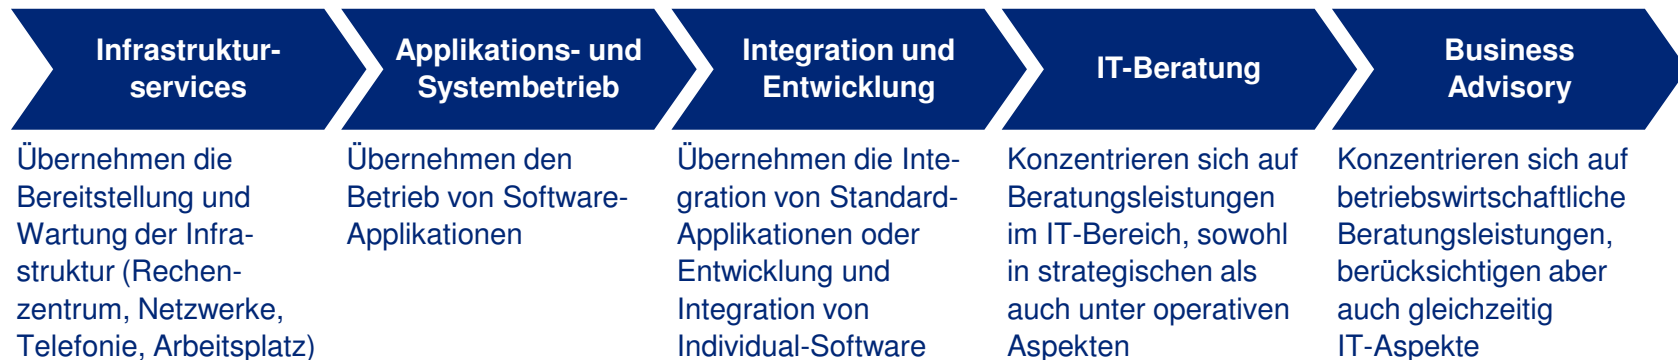 Infrastruktur-
services
Übernehmen die
Bereitstellung und
Wartung der Infra-
struktur (Rechen-
zentrum, Netzwerke,
Telefonie, Arbeitsplatz)
Applikations- und
Systembetrieb
Übernehmen den
Betrieb von Software-
Applikationen
Integration und
Entwicklung
Übernehmen die Inte-
gration von Standard-
Applikationen oder
Entwicklung und
Integration von
Individual-Software
IT-Beratung
Konzentrieren sich auf
Beratungsleistungen
im IT-Bereich, sowohl
in strategischen als
auch unter operativen
Aspekten
Business
Advisory
Konzentrieren sich auf
betriebswirtschaftliche
Beratungsleistungen,
berücksichtigen aber
auch gleichzeitig
IT-Aspekte